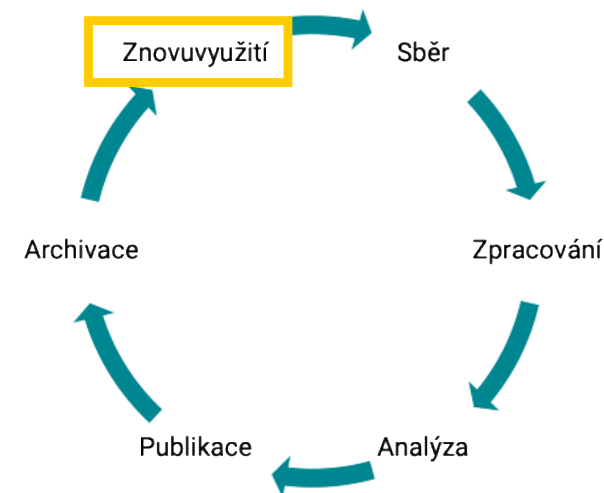 Znovuvyužití
Sběr
Zpracování
Analýza
Publikace
Archivace